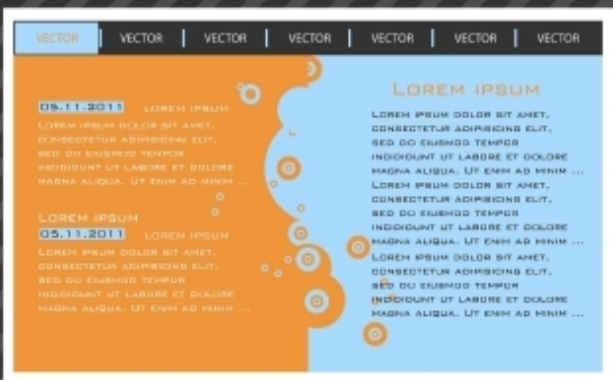 VECTOR VECTOR VECTOR VECTOR VECTOR VECTOR VECTOR
05.11.2011 LOREM IPSUM
LOREM IPSUM DOLOR SIT AMET,
CONSECTETUR ADIPISICING ELIT,
SED DO EIUSMOD TEMPOR
INCIDIDUNT UT LABORE ET DOLORE
MAGNA ALIQUA. UT ENIM AD MINIM ...
LOREM IPSUM
05.11.2011 LOREM IPSUM
LOREM IPSUM DOLOR SIT AMET,
CONSECTETUR ADIPISICING ELIT,
SED DO EIUSMOD TEMPOR
INCIDIDUNT UT LABORE ET DOLORE
MAGNA ALIQUA. UT ENIM AD MINIM ...
LOREM IPSUM
LOREM IPSUM DOLOR SIT AMET,
CONSECTETUR ADIPISICING ELIT,
SED DO EIUSMOD TEMPOR
INCIDIDUNT UT LABORE ET DOLORE
MAGNA ALIQUA. UT ENIM AD MINIM ...
LOREM IPSUM DOLOR SIT AMET,
CONSECTETUR ADIPISICING ELIT,
SED DO EIUSMOD TEMPOR
INCIDIDUNT UT LABORE ET DOLORE
MAGNA ALIQUA. UT ENIM AD MINIM ...
LOREM IPSUM DOLOR SIT AMET,
CONSECTETUR ADIPISICING ELIT,
SED DO EIUSMOD TEMPOR
INCIDIDUNT UT LABORE ET DOLORE
MAGNA ALIQUA. UT ENIM AD MINIM ...